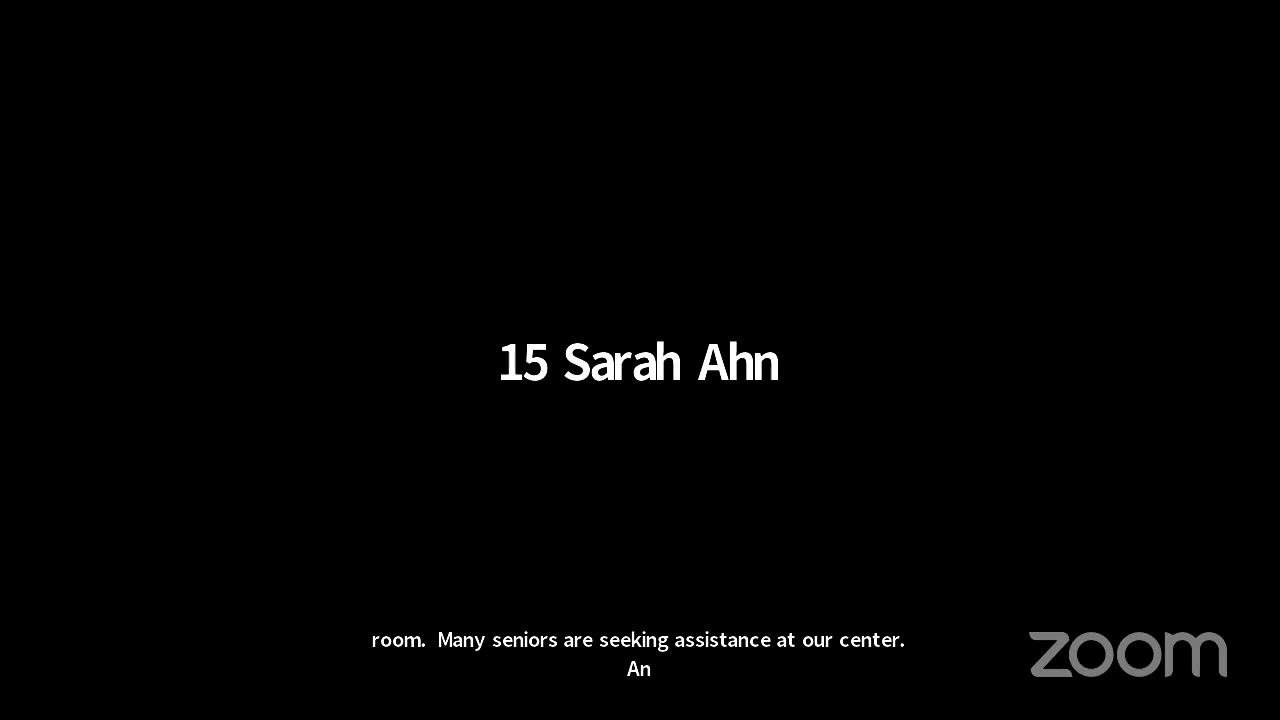 15 Sarah Ahn
room.  Many seniors are seeking assistance at our center.
An
zoom